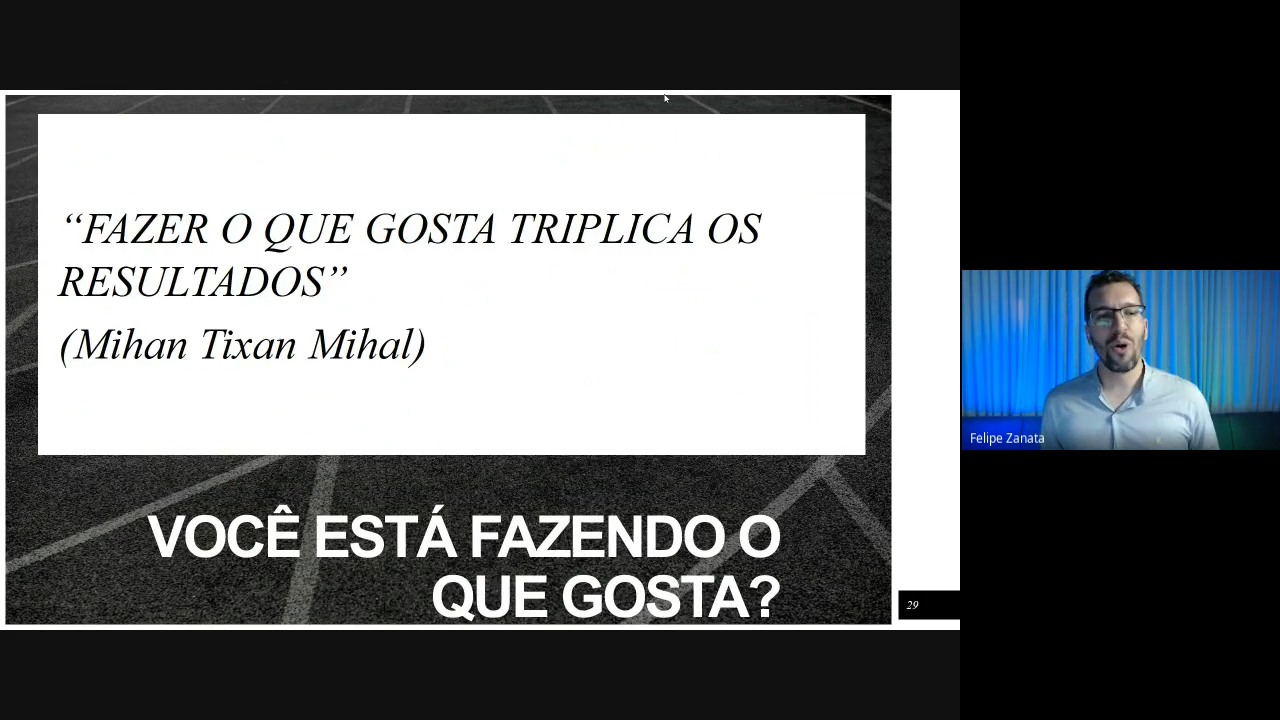 “FAZER O QUE GOSTA TRIPLICA OS
RESULTADOS”
(Mihan Tixan Mihal)
VOCÊ ESTÁ FAZENDO O
QUE GOSTA?
29
Felipe Zanata